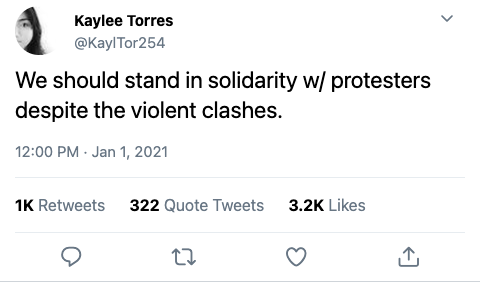 Kaylee Torres
@KaylTor254
We should stand in solidarity w/ protesters
despite the violent clashes.
12:00 PM · Jan 1, 2021
1K Retweets 322 Quote Tweets 3.2K Likes